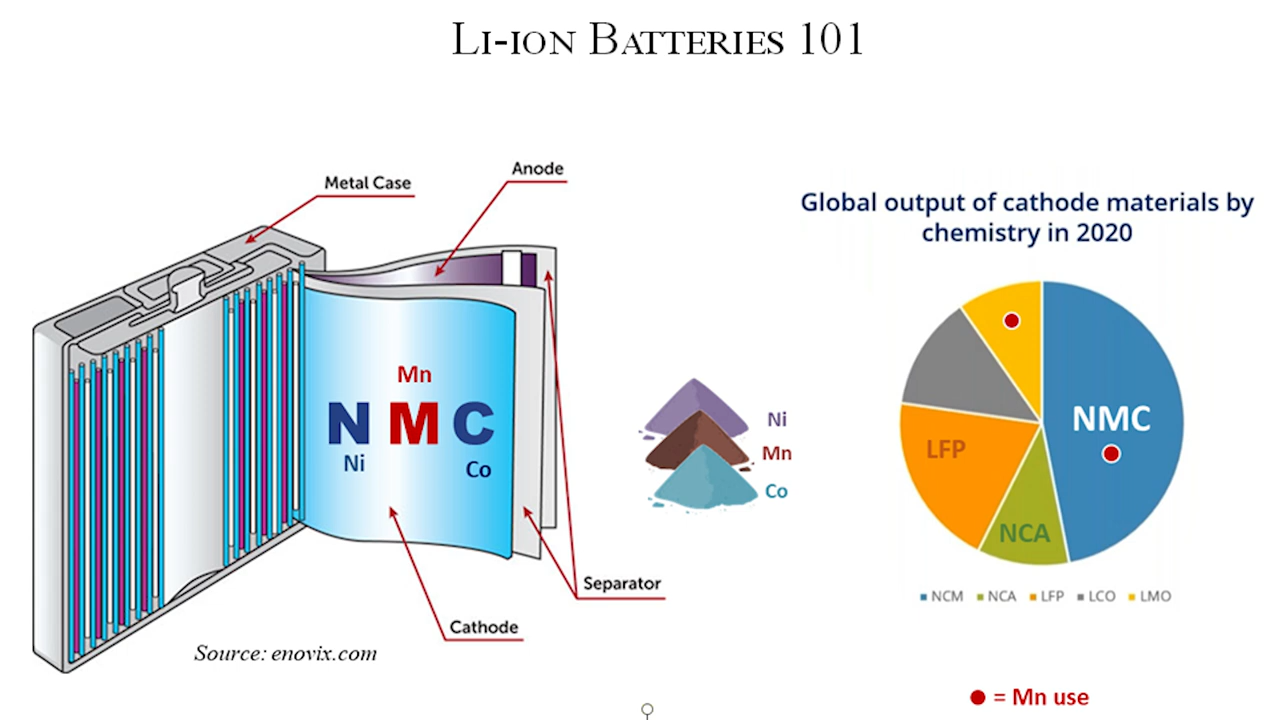 LI-ION BATTERIES 101
Metal Case
Anode
Mn
N M C
Ni
Co
Separator
Cathode
Source: enovix.com
Ni
Mn
Co
Global output of cathode materials by
chemistry in 2020
NMC
LFP
NCA
NCM NCA LFP LCO LMO
= Mn use